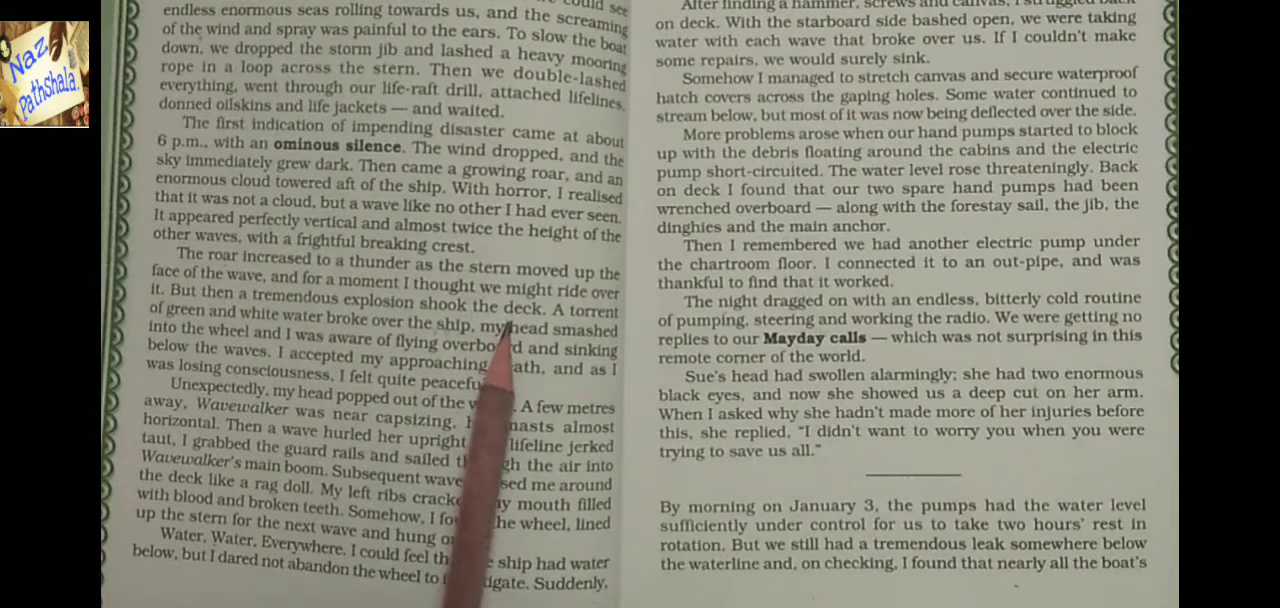 Naz
Pathshala.
could see
endless enormous seas rolling towards us, and the screaming
of the wind and spray was painful to the ears. To slow the boat
down, we dropped the storm jib and lashed a heavy mooring
rope in a loop across the stern. Then we double-lashed
everything, went through our life-raft drill, attached lifelines,
donned oilskins and life jackets — and waited.
The first indication of impending disaster came at about
6 p.m., with an ominous silence. The wind dropped, and the
sky immediately grew dark. Then came a growing roar, and an
enormous cloud towered aft of the ship. With horror, I realised
that it was not a cloud, but a wave like no other I had ever seen.
It appeared perfectly vertical and almost twice the height of the
other waves, with a frightful breaking crest.
The roar increased to a thunder as the stern moved up the
face of the wave, and for a moment I thought we might ride over
it. But then a tremendous explosion shook the deck. A torrent
of green and white water broke over the ship, my head smashed
into the wheel and I was aware of flying overbo d and sinking
below the waves. I accepted my approaching ath, and as I
was losing consciousness, I felt quite peacefu
Unexpectedly, my head popped out of the w . A few metres
away, Wavewalker was near capsizing, h masts almost
horizontal. Then a wave hurled her upright lifeline jerked
taut, I grabbed the guard rails and sailed th gh the air into
Wavewalker's main boom. Subsequent wave sed me around
the deck like a rag doll. My left ribs cracke y mouth filled
with blood and broken teeth. Somehow, I fo he wheel, lined
up the stern for the next wave and hung o
Water, Water, Everywhere. I could feel th e ship had water
below, but I dared not abandon the wheel to i tigate. Suddenly,
After finding a hammer, screws and canvas, I struggled back
on deck. With the starboard side bashed open, we were taking
water with each wave that broke over us. If I couldn't make
some repairs, we would surely sink.
Somehow I managed to stretch canvas and secure waterproof
hatch covers across the gaping holes. Some water continued to
stream below, but most of it was now being deflected over the side.
More problems arose when our hand pumps started to block
up with the debris floating around the cabins and the electric
pump short-circuited. The water level rose threateningly. Back
on deck I found that our two spare hand pumps had been
wrenched overboard — along with the forestay sail, the jib, the
dinghies and the main anchor.
Then I remembered we had another electric pump under
the chartroom floor. I connected it to an out-pipe, and was
thankful to find that it worked.
The night dragged on with an endless, bitterly cold routine
of pumping, steering and working the radio. We were getting no
replies to our Mayday calls — which was not surprising in this
remote corner of the world.
Sue's head had swollen alarmingly; she had two enormous
black eyes, and now she showed us a deep cut on her arm.
When I asked why she hadn't made more of her injuries before
this, she replied, "I didn't want to worry you when you were
trying to save us all."
By morning on January 3, the pumps had the water level
sufficiently under control for us to take two hours' rest in
rotation. But we still had a tremendous leak somewhere below
the waterline and, on checking, I found that nearly all the boat's